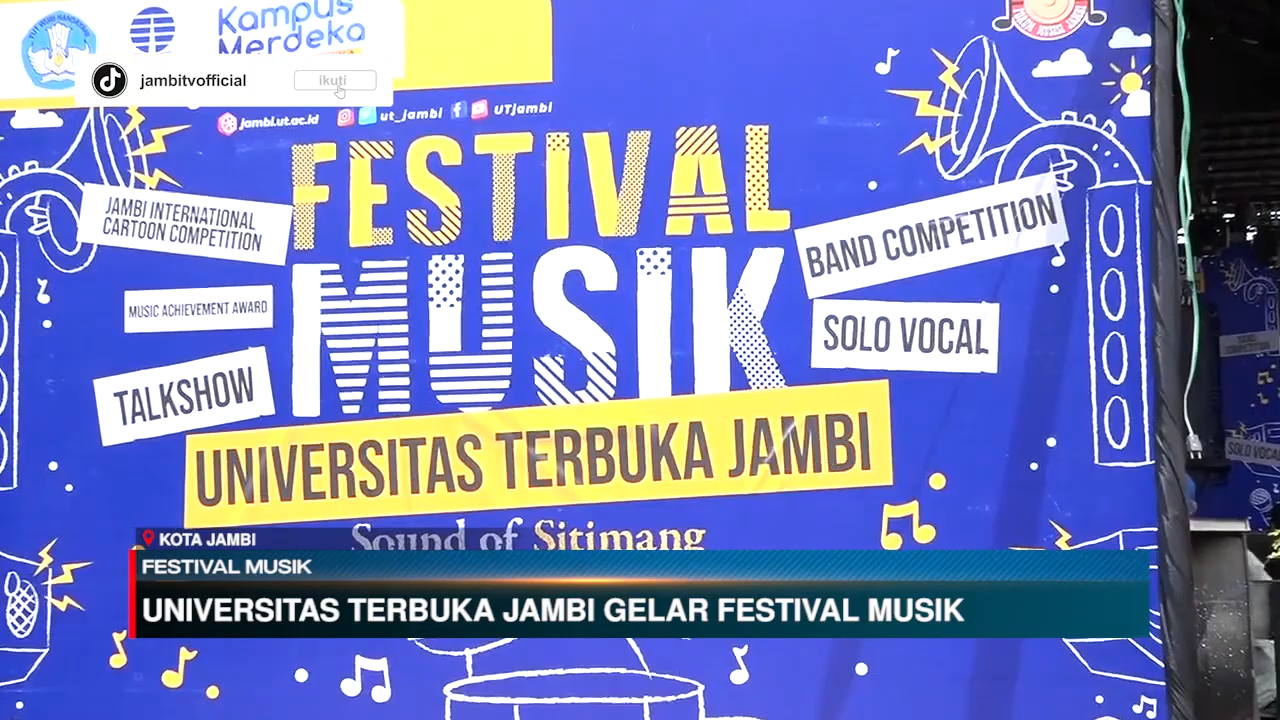 Kampus
Merdeka
jambitvofficial
ikuti
jambi.ut.ac.id
ut_jambi
UTjambi
FESTIVAL
MUSIK
JAMBI INTERNATIONAL
CARTOON COMPETITION
MUSIC ACHIEVEMENT AWARD
TALKSHOW
BAND COMPETITION
SOLO VOCAL
UNIVERSITAS TERBUKA JAMBI
Sound of Sitimang
SOLO VOCAL
KOTA JAMBI
FESTIVAL MUSIK
UNIVERSITAS TERBUKA JAMBI GELAR FESTIVAL MUSIK